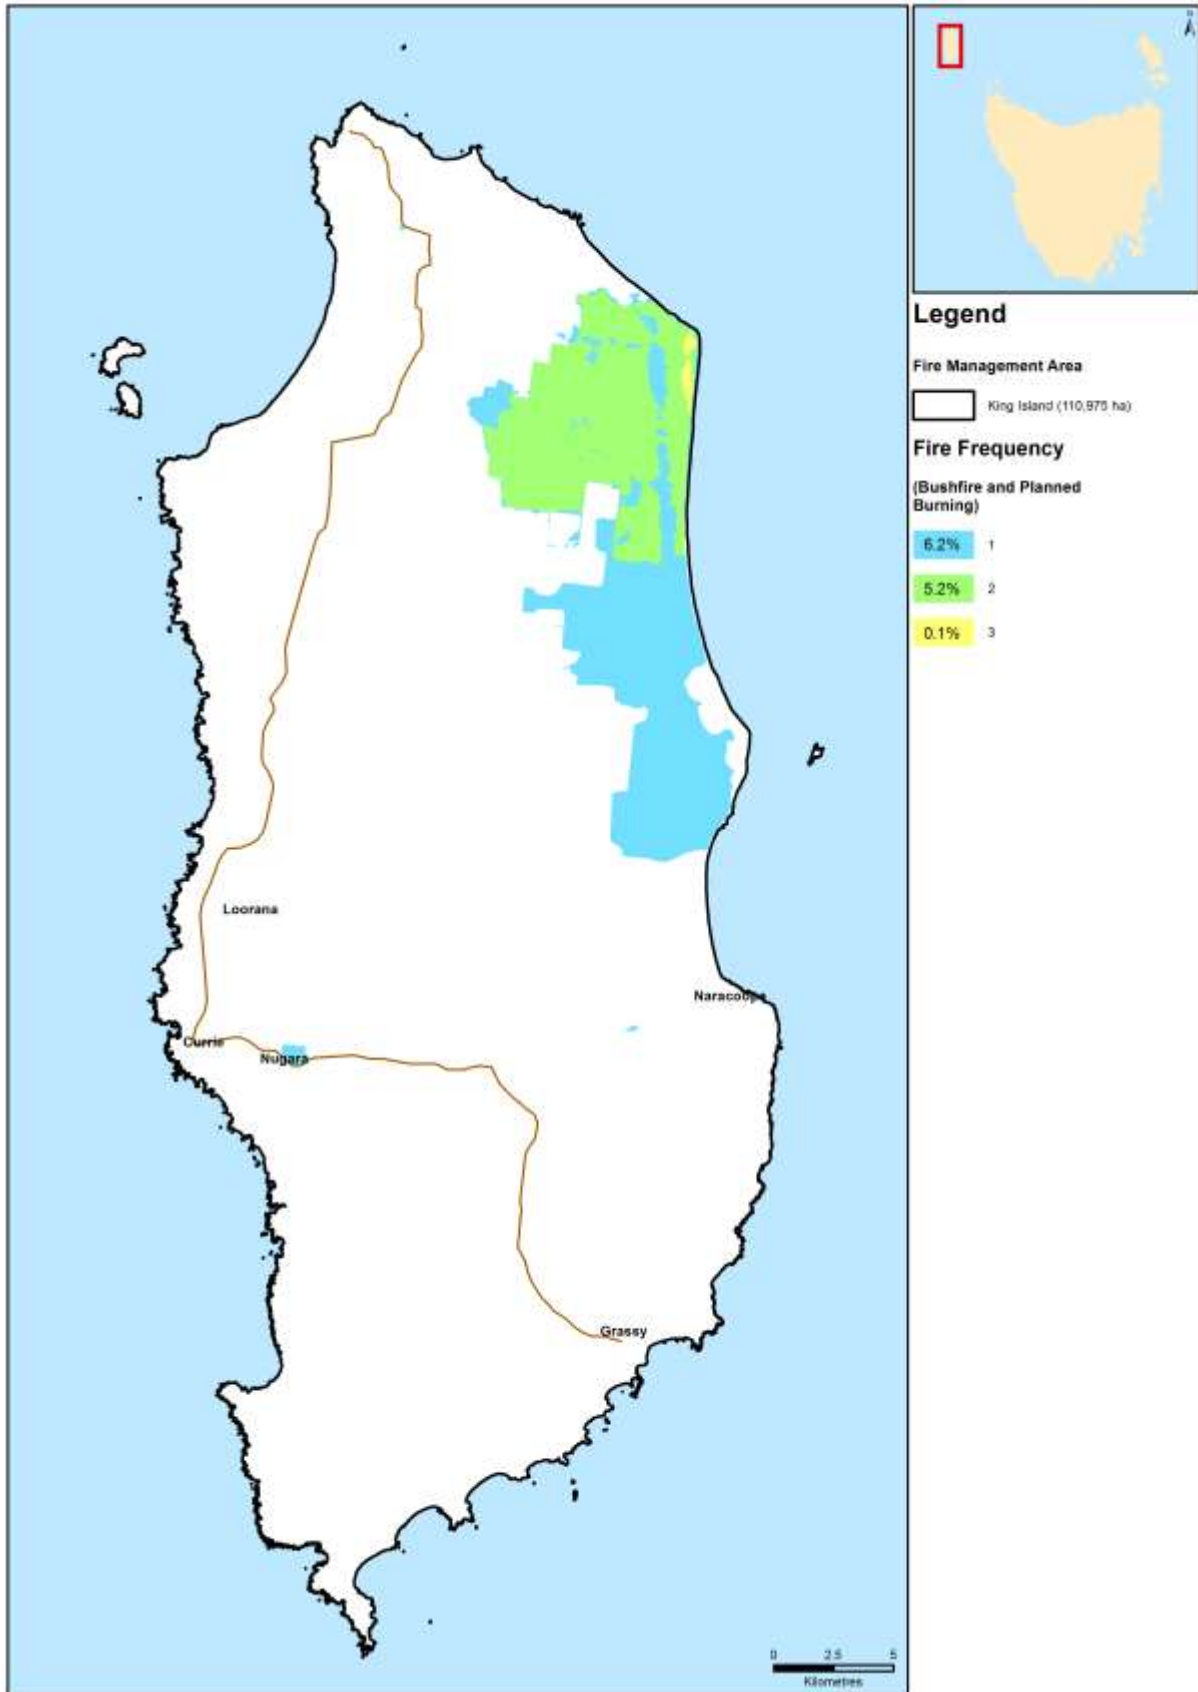 N
Legend
Fire Management Area
King Island (110,975 ha)
Fire Frequency
(Bushfire and Planned
Burning)
6.2% 1
5.2% 2
0.1% 3
Loorana
Naracoopa
Currie
Nugara
Grassy
0 2.5 5
Kilometres